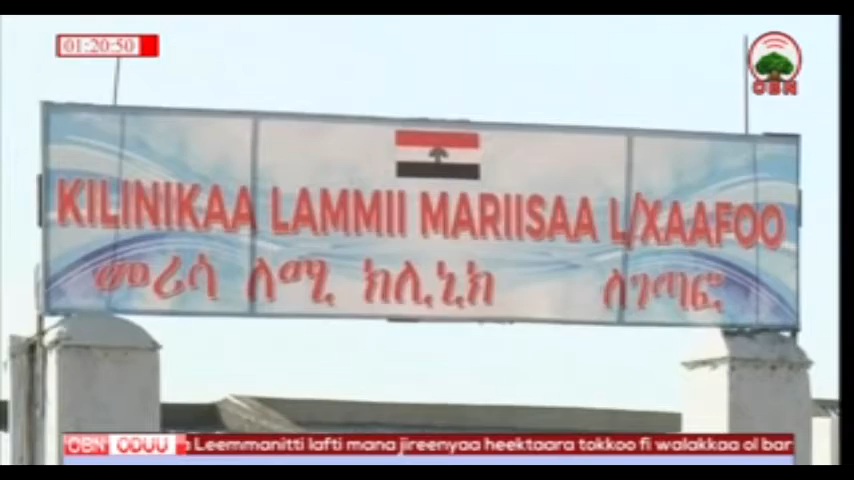 01:20:50
OBN
KILINIKAA LAMMII MARIISAA L/XAAFOO
መሪሳ ለሚ ክሊኒክ ለገጣፎ
OBN ODUU Leemmanitti lafti mana jireenyaa heektaara tokkoo fi walakkaa ol